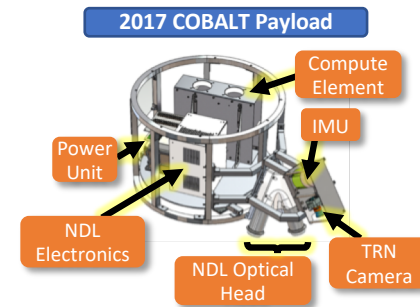 2017 COBALT Payload
Compute
Element
IMU
Power
Unit
NDL
Electronics
NDL Optical
Head
TRN
Camera